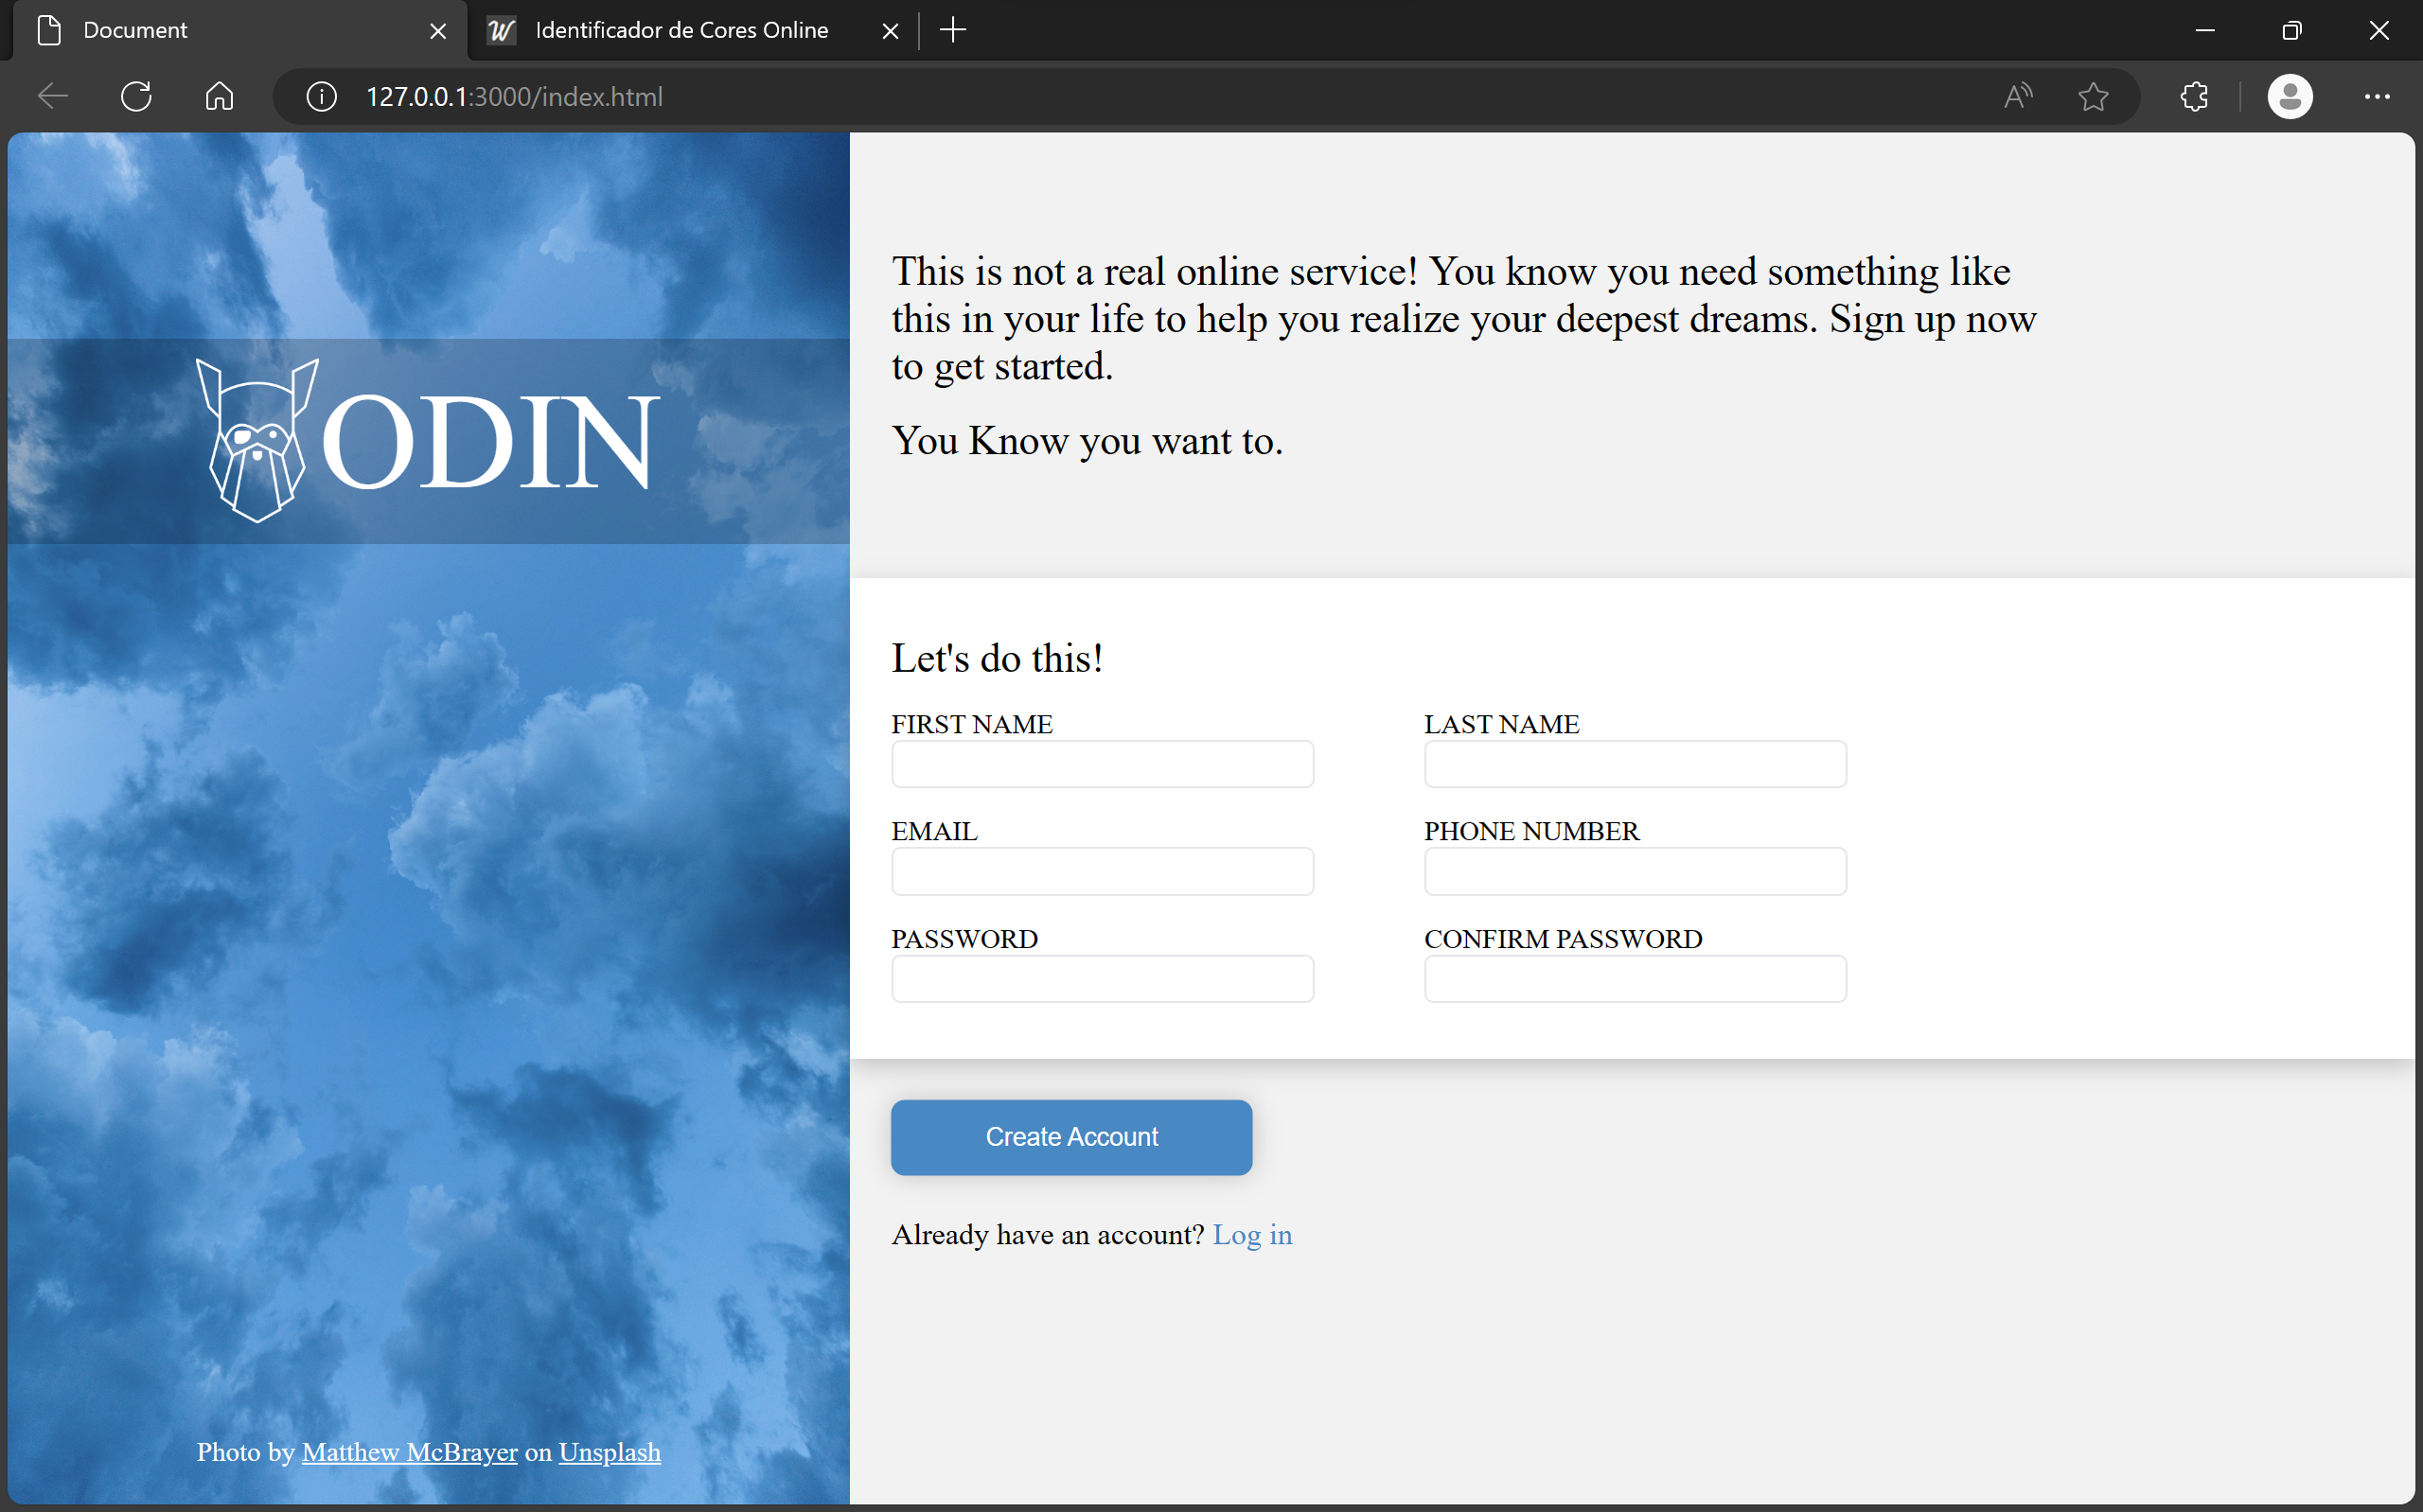 Document
Identificador de Cores Online
127.0.0.1:3000/index.html
ODIN
Photo by Matthew McBrayer on Unsplash
This is not a real online service! You know you need something like
this in your life to help you realize your deepest dreams. Sign up now
to get started.
You Know you want to.
Let's do this!
FIRST NAME
LAST NAME
EMAIL
PHONE NUMBER
PASSWORD
CONFIRM PASSWORD
Create Account
Already have an account? Log in